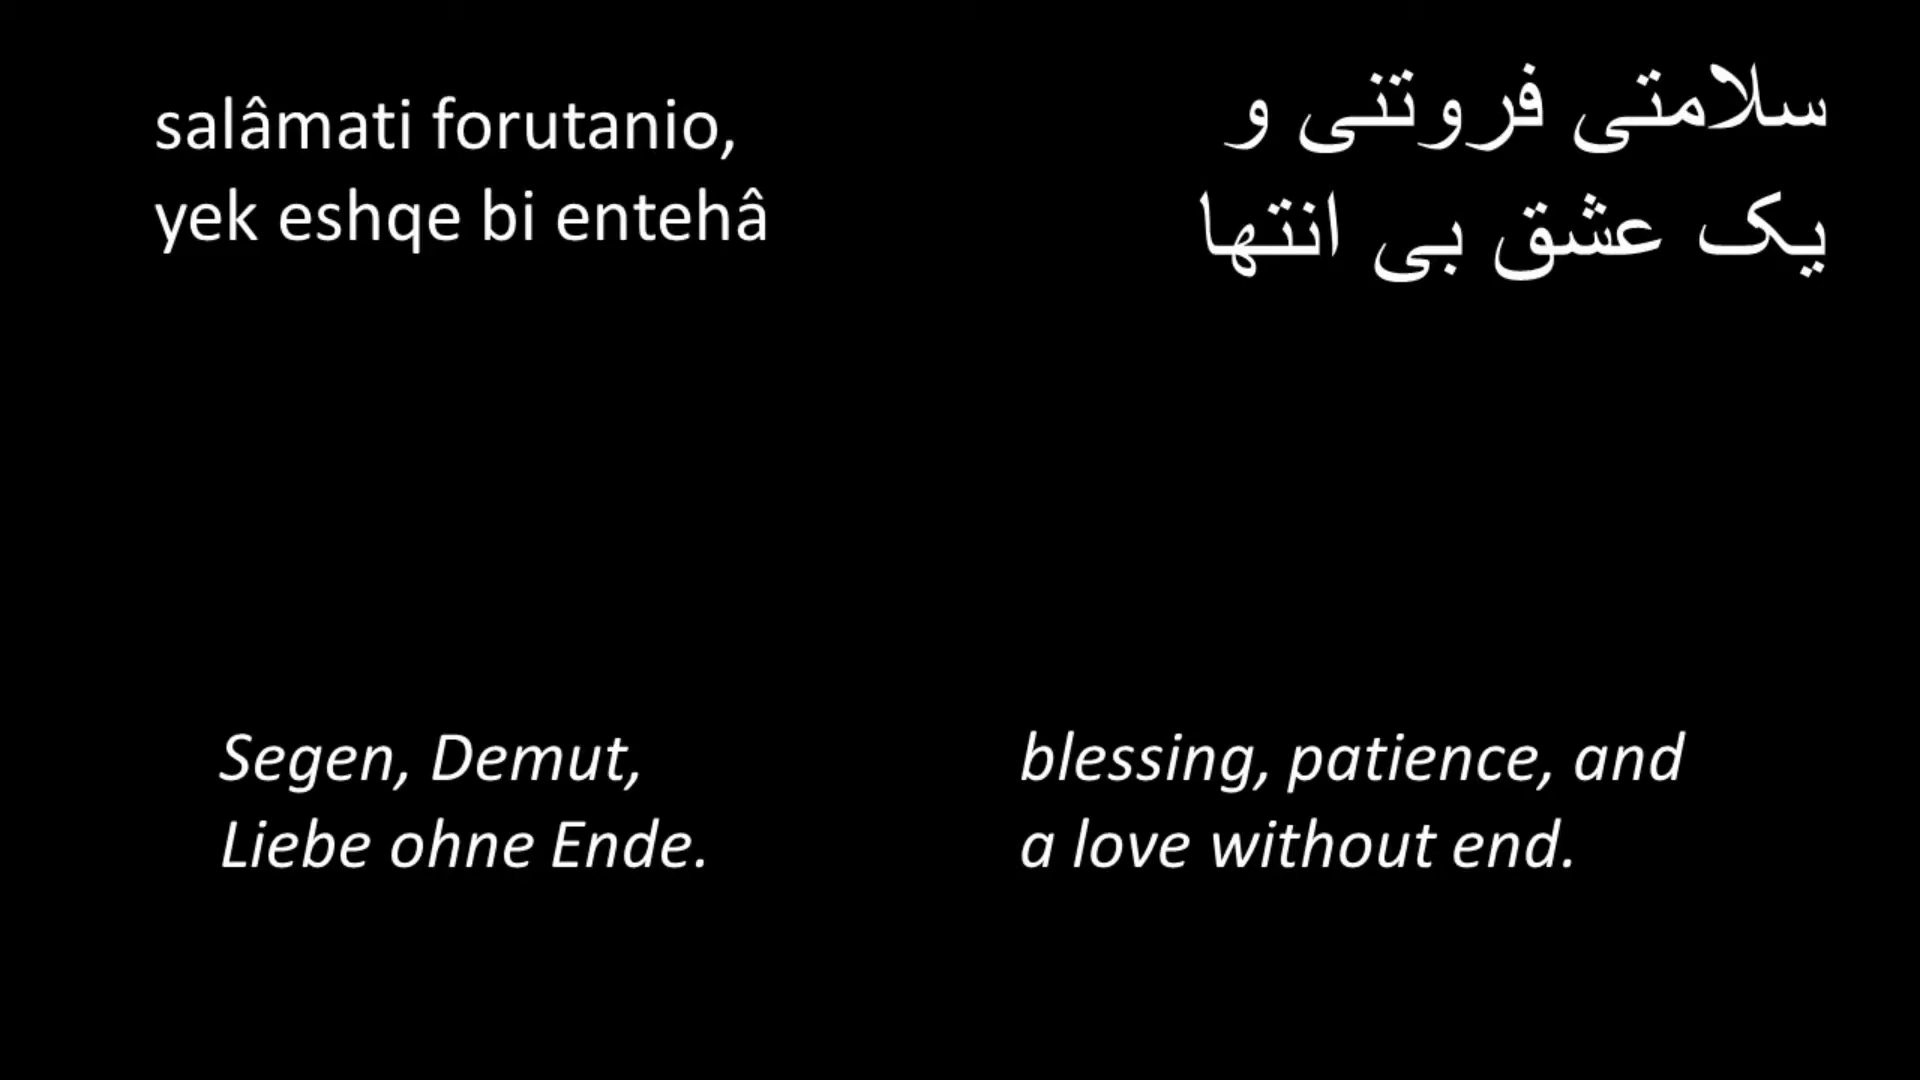 salâmati forutanio,
yek eshqe bi entehâ
سلامتی فروتنی و
یک عشق بی انتها
Segen, Demut,
Liebe ohne Ende.
blessing, patience, and
a love without end.